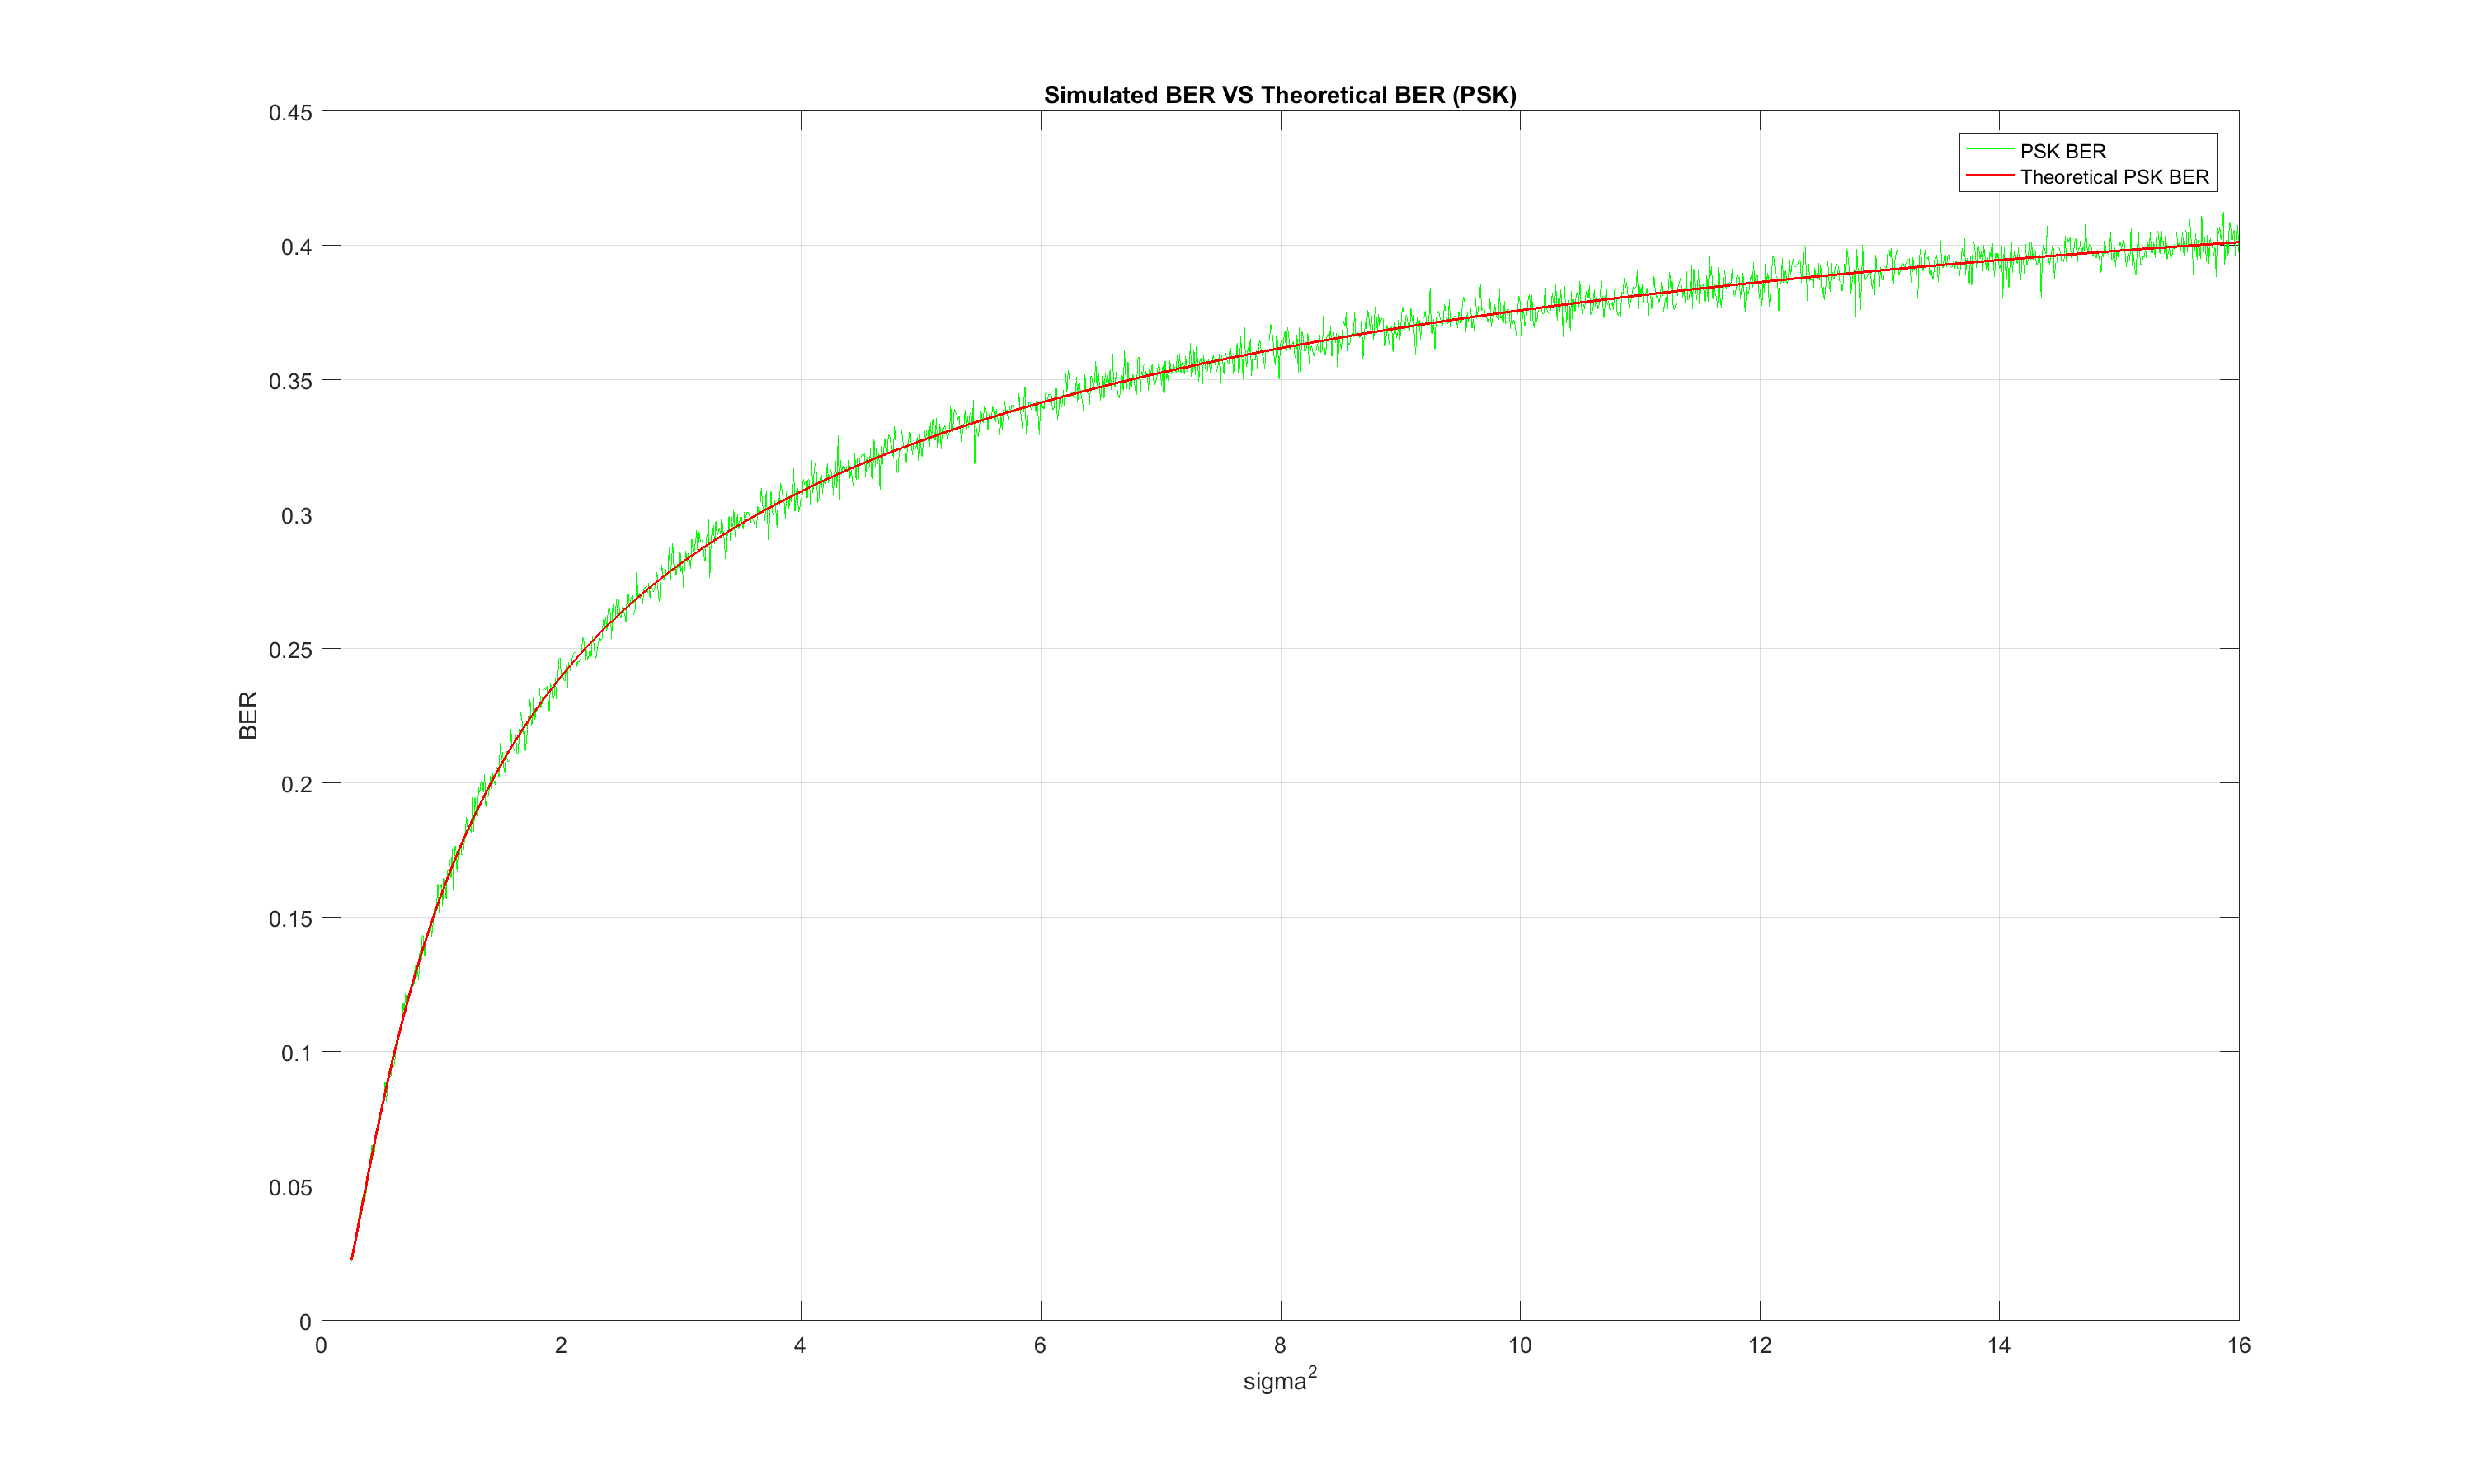 Simulated BER VS Theoretical BER (PSK)
PSK BER
Theoretical PSK BER
0.45
0.4
0.35
0.3
0.25
0.2
0.15
0.1
0.05
0
BER
0 2 4 6 8 10 12 14 16
sigma²